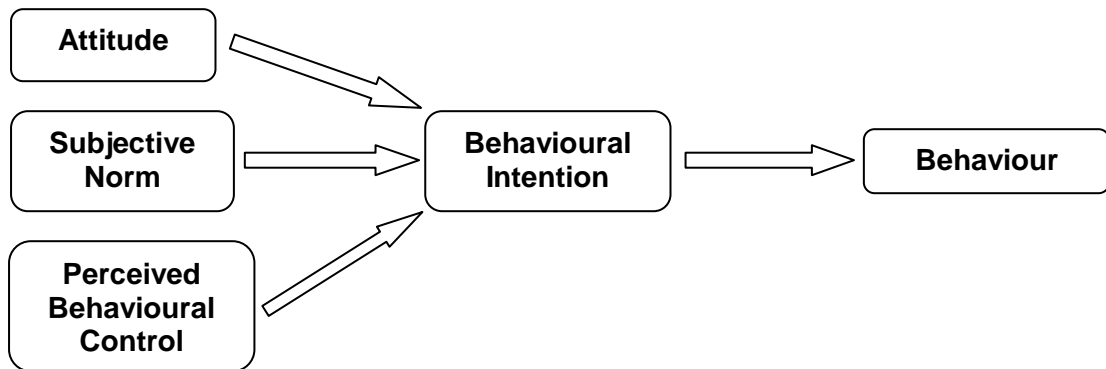 Attitude
Subjective
Norm
Perceived
Behavioural
Control
Behavioural
Intention
Behaviour